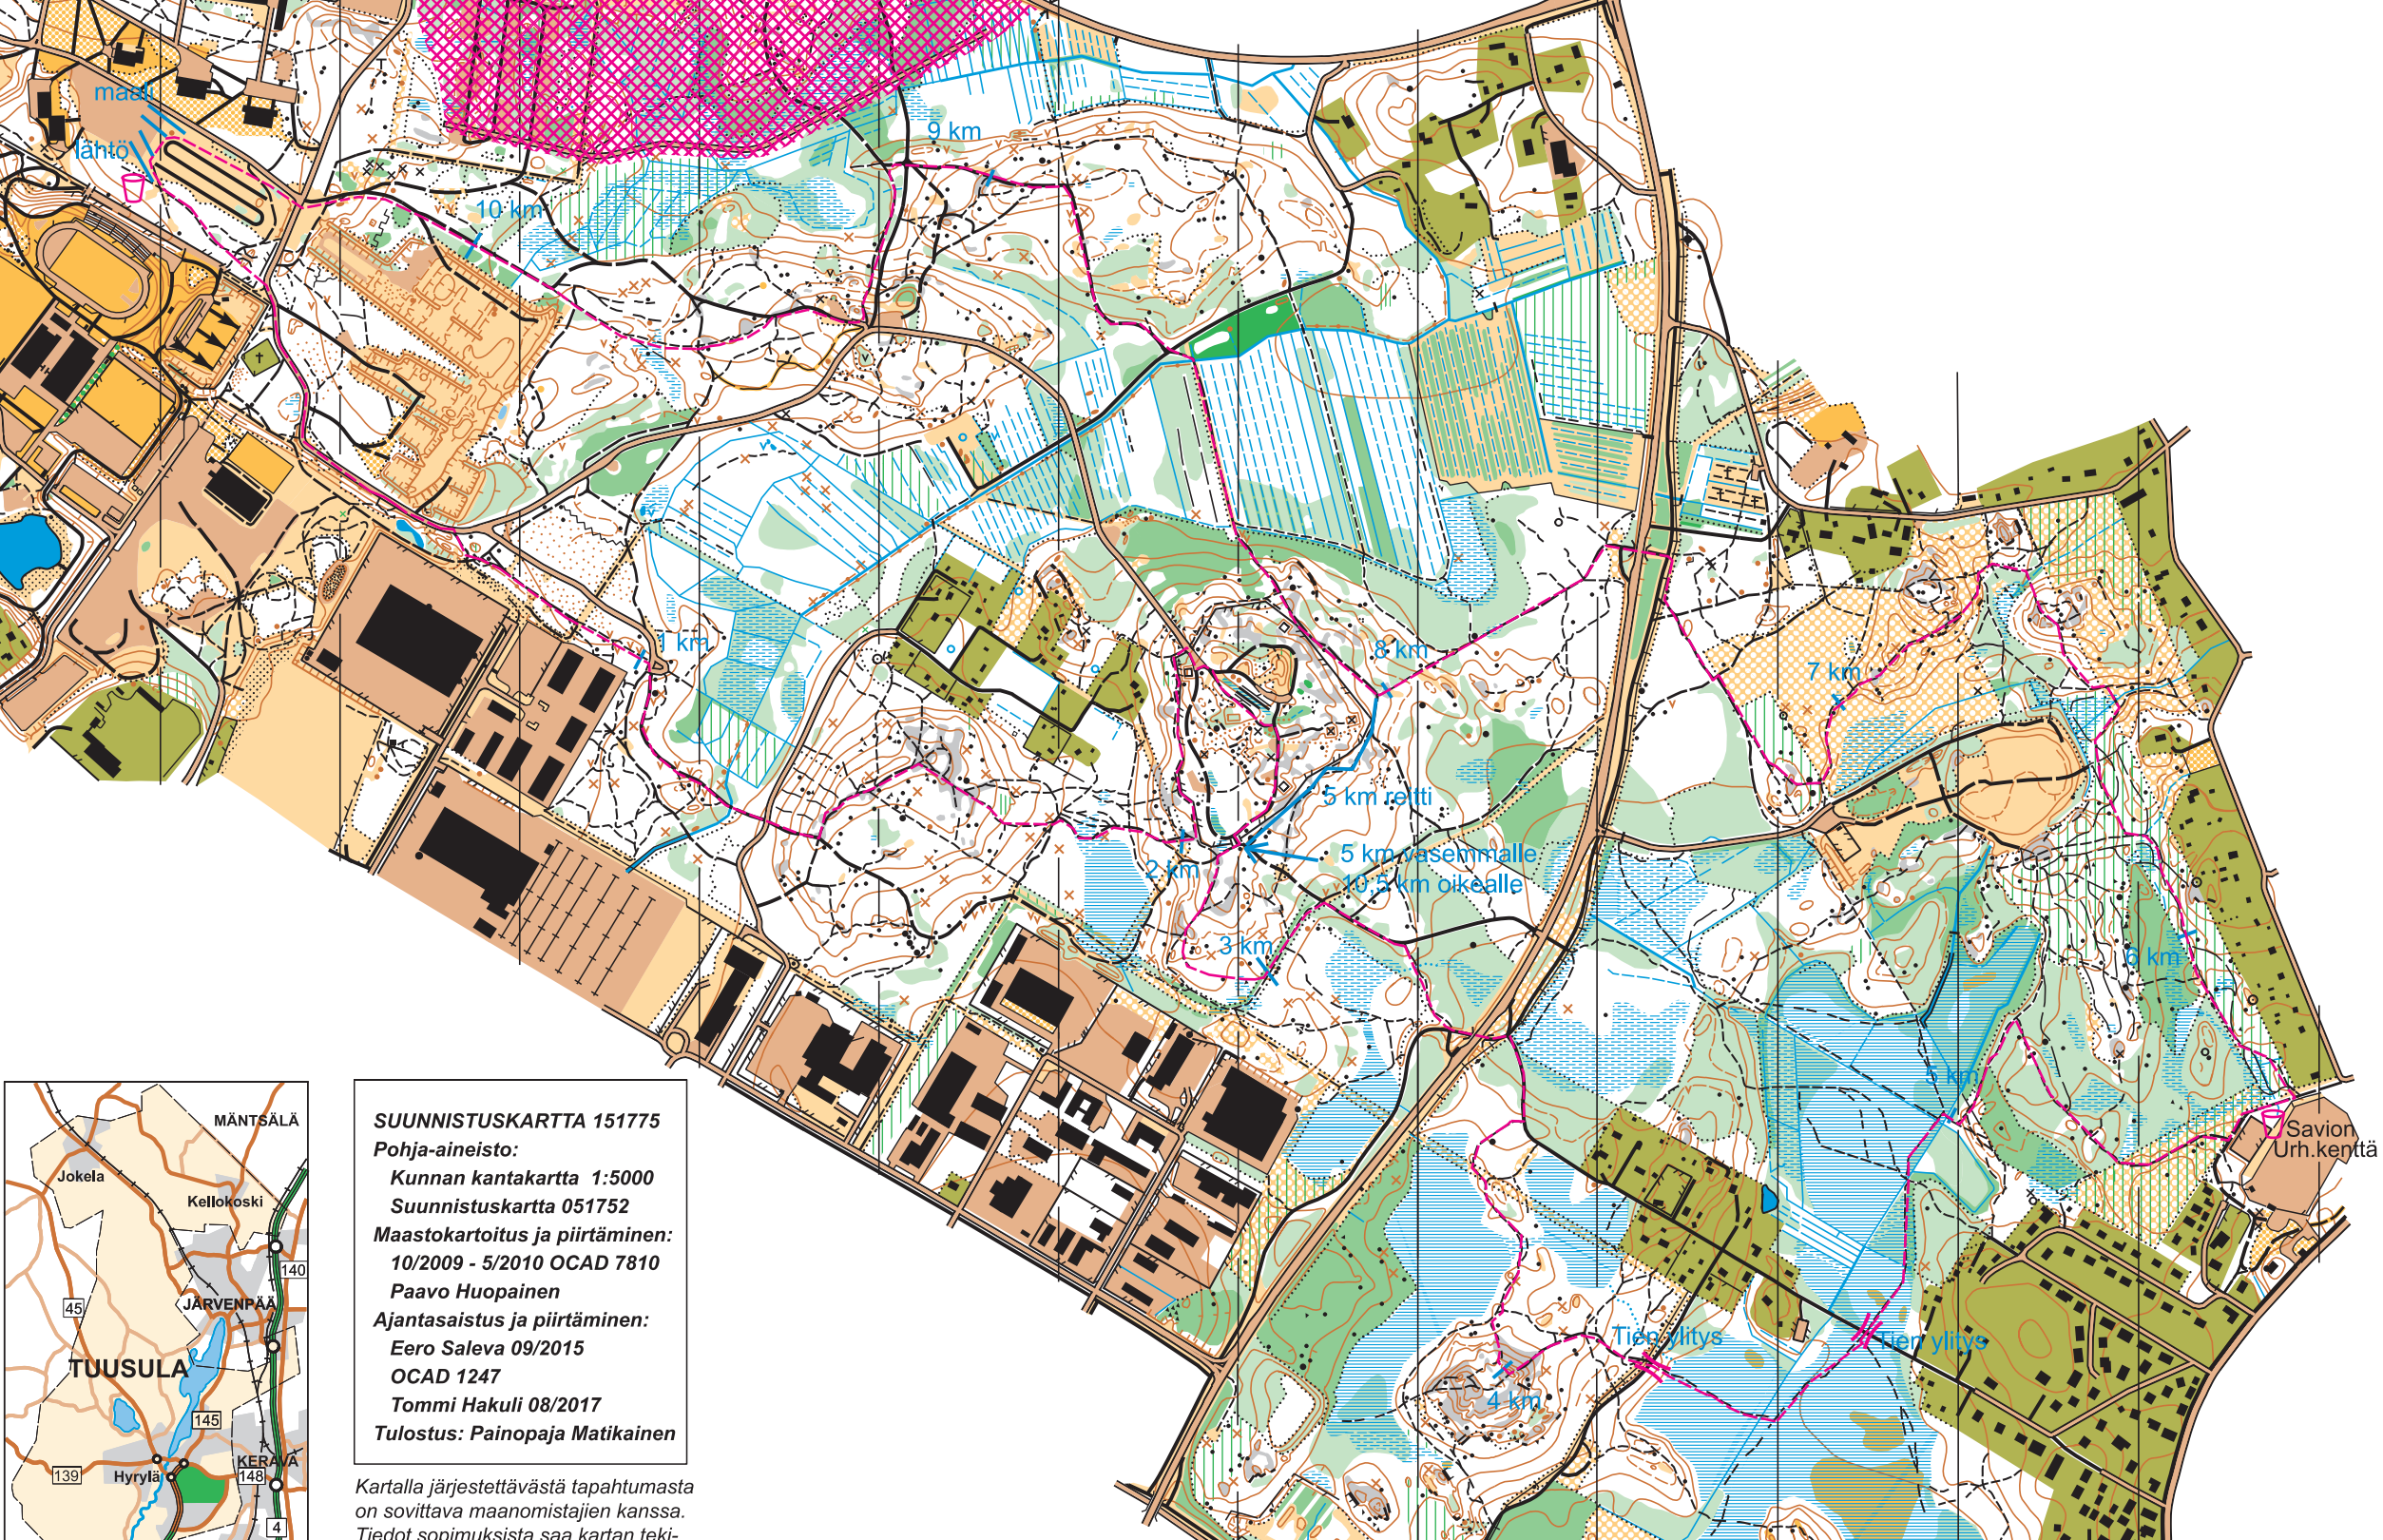 maali
lähtö
9 km
10 km
1 km
8 km
7 km
5 km reitti
5 km vasemmalle
10,5 km oikealle
2 km
3 km
6 km
5 km
Savion
Urh.kenttä
Tien ylitys
Tien ylitys
4 km
MÄNTSÄLÄ
Jokela
Kellokoski
140
45
JÄRVENPÄÄ
TUUSULA
145
KERAVA
139
Hyrylä
148
4
SUUNNISTUSKARTTA 151775
Pohja-aineisto:
Kunnan kantakartta 1:5000
Suunnistuskartta 051752
Maastokartoitus ja piirtäminen:
10/2009 - 5/2010 OCAD 7810
Paavo Huopainen
Ajantasaistus ja piirtäminen:
Eero Saleva 09/2015
OCAD 1247
Tommi Hakuli 08/2017
Tulostus: Painopaja Matikainen
Kartalla järjestettävästä tapahtumasta
on sovittava maanomistajien kanssa.
Tiedot sopimuksista saa kartan teki-